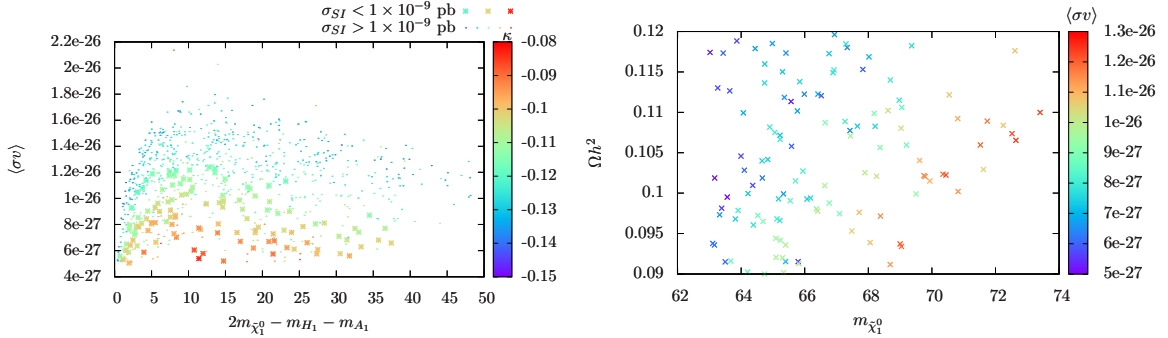 σ_SI < 1 × 10⁻⁹ pb
σ_SI > 1 × 10⁻⁹ pb
κ
2.2e-26
2e-26
1.8e-26
1.6e-26
1.4e-26
1.2e-26
1e-26
8e-27
6e-27
4e-27
⟨σv⟩
0 5 10 15 20 25 30 35 40 45 50
2m_χ̃₁⁰ − m_H₁ − m_A₁
-0.08
-0.09
-0.1
-0.11
-0.12
-0.13
-0.14
-0.15
0.12
0.115
0.11
0.105
0.1
0.095
0.09
Ωh²
62 64 66 68 70 72 74
m_χ̃₁⁰
⟨σv⟩
1.3e-26
1.2e-26
1.1e-26
1e-26
9e-27
8e-27
7e-27
6e-27
5e-27